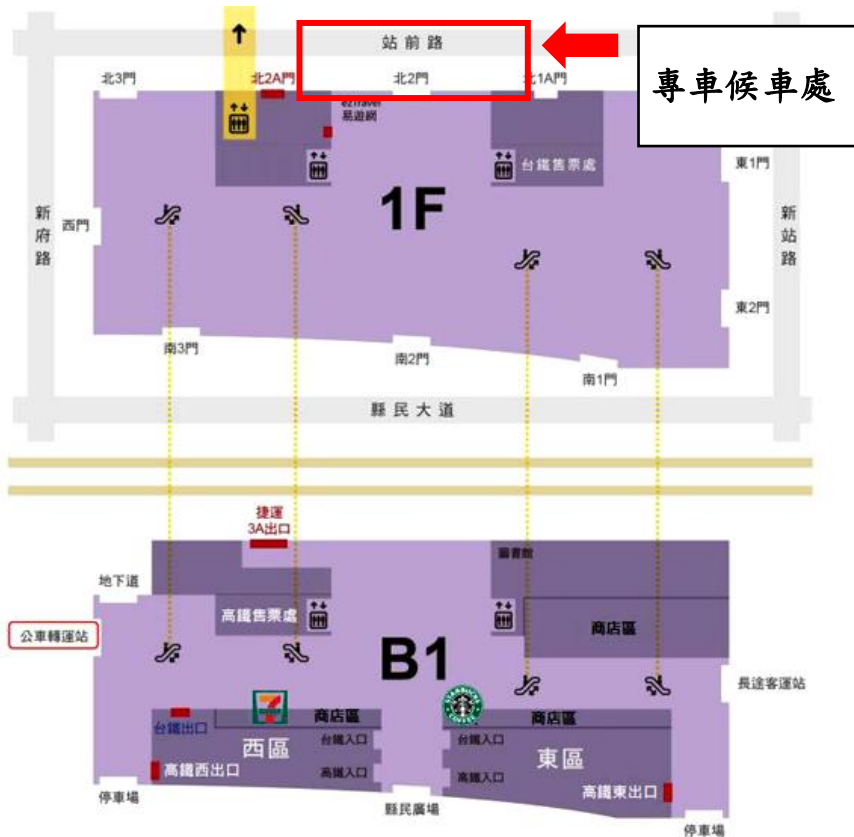 站前路
專車候車處
北3門
北2A門
北2門
北1A門
ezTravel
易遊網
台鐵售票處
東1門
1F
新府路
西門
新站路
東2門
南3門
南2門
南1門
縣民大道
捷運
3A出口
圖書館
地下道
高鐵售票處
商店區
公車轉運站
B1
長途客運站
7-ELEVEN
STARBUCKS
COFFEE
台鐵出口
商店區
商店區
西區
台鐵入口
台鐵入口
東區
高鐵西出口
高鐵入口
高鐵入口
高鐵東出口
停車場
縣民廣場
停車場